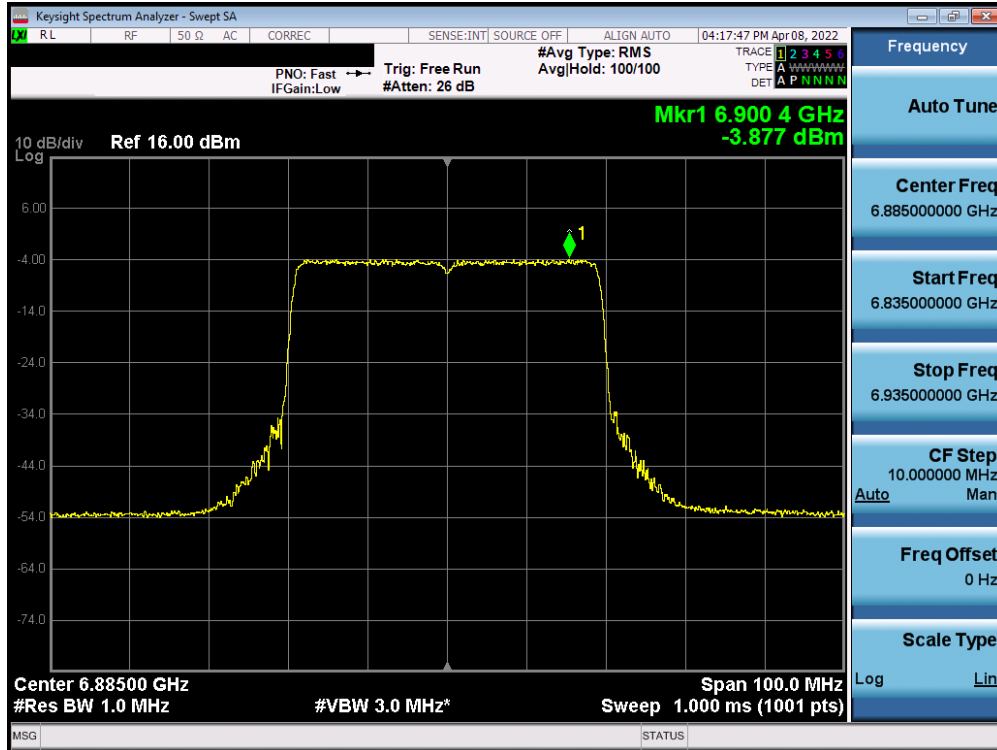 Keysight Spectrum Analyzer - Swept SA
LXI RL RF 50 Ω AC CORREC SENSE:INT SOURCE OFF ALIGN AUTO 04:17:47 PM Apr 08, 2022
#Avg Type: RMS TRACE 1 2 3 4 5 6
PNO: Fast Trig: Free Run Avg|Hold: 100/100 TYPE A WWWWW
IFGain:Low #Atten: 26 dB DET A P N N N N
Mkr1 6.900 4 GHz
-3.877 dBm
10 dB/div Ref 16.00 dBm
Log
1
6.00
-4.00
-14.0
-24.0
-34.0
-44.0
-54.0
-64.0
-74.0
Center 6.88500 GHz Span 100.0 MHz
#Res BW 1.0 MHz #VBW 3.0 MHz* Sweep 1.000 ms (1001 pts)
MSG STATUS
Frequency
Auto Tune
Center Freq
6.885000000 GHz
Start Freq
6.835000000 GHz
Stop Freq
6.935000000 GHz
CF Step
10.000000 MHz
Auto Man
Freq Offset
0 Hz
Scale Type
Log Lin